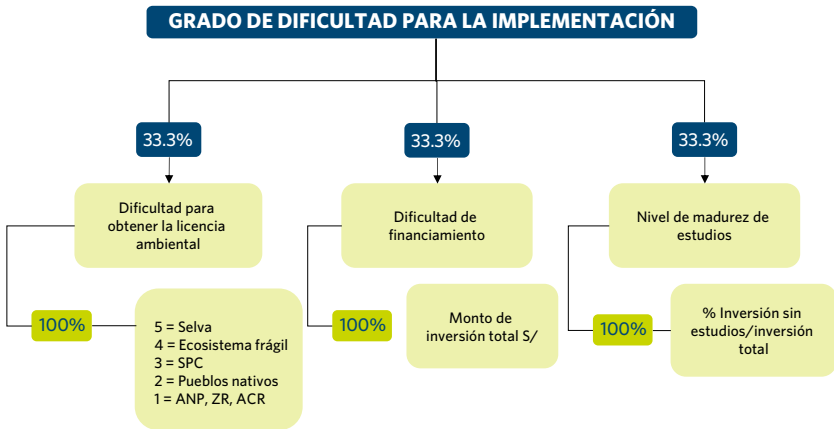 GRADO DE DIFICULTAD PARA LA IMPLEMENTACIÓN
33.3%
33.3%
33.3%
Dificultad para
obtener la licencia
ambiental
Dificultad de
financiamiento
Nivel de madurez de
estudios
100%
5 = Selva
4 = Ecosistema frágil
3 = SPC
2 = Pueblos nativos
1 = ANP, ZR, ACR
100%
Monto de
inversión total S/
100%
% Inversión sin
estudios/inversión
total